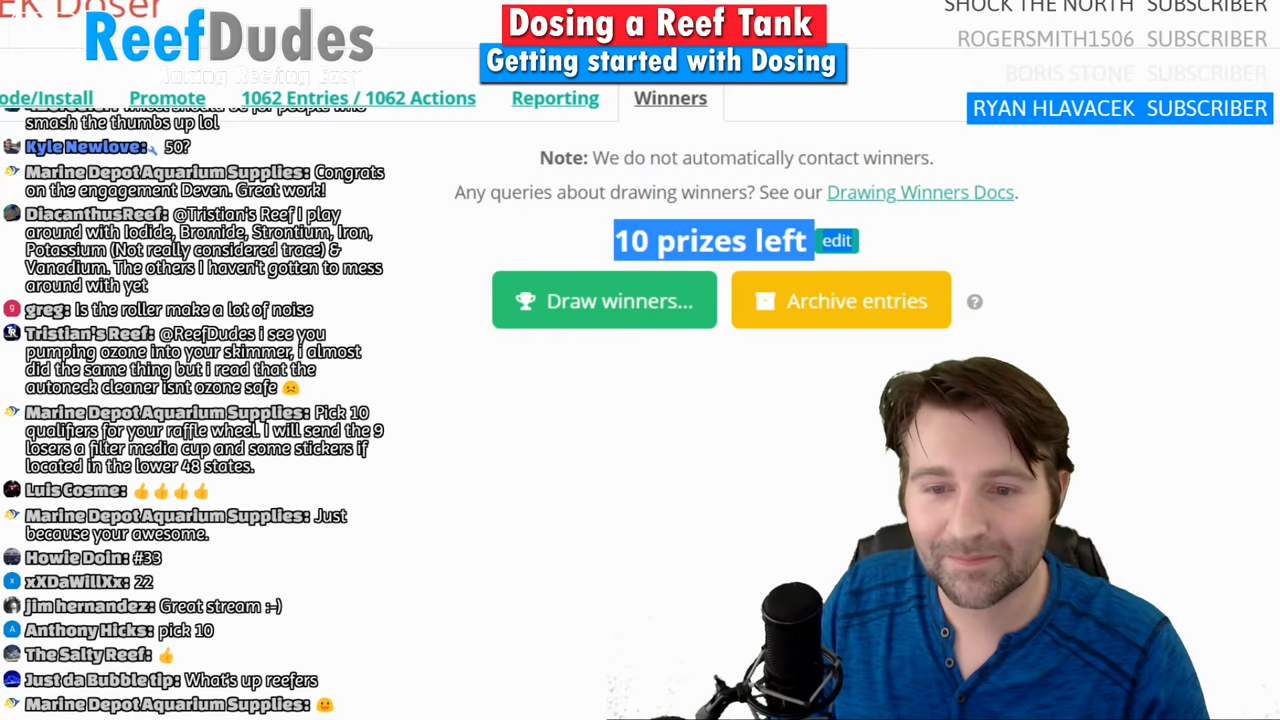 EK Doser
ReefDudes
Making Reefing Easy
Dosing a Reef Tank
Getting started with Dosing
SHOCK THE NORTH SUBSCRIBER
ROGERSMITH1506 SUBSCRIBER
BORIS STONE SUBSCRIBER
RYAN HLAVACEK SUBSCRIBER
ode/Install Promote 1062 Entries / 1062 Actions Reporting Winners
smash the thumbs up lol
Kyle Newlove: 50?
Marine Depot Aquarium Supplies: Congrats
on the engagement Deven. Great work!
DiacanthusReef: @Tristian's Reef I play
around with Iodide, Bromide, Strontium, Iron,
Potassium (Not really considered trace) &
Vanadium. The others I haven't gotten to mess
around with yet
greg: Is the roller make a lot of noise
Tristian's Reef: @ReefDudes i see you
pumping ozone into your skimmer, i almost
did the same thing but i read that the
autoneck cleaner isnt ozone safe 🙁
Marine Depot Aquarium Supplies: Pick 10
qualifiers for your raffle wheel. I will send the 9
losers a filter media cup and some stickers if
located in the lower 48 states.
Luis Cosme: 👍👍👍👍
Marine Depot Aquarium Supplies: Just
because your awesome.
Howie Doin: #33
xXDaWillXx: 22
jim hernandez: Great stream :-)
Anthony Hicks: pick 10
The Salty Reef: 👍
Just da Bubble tip: What's up reefers
Marine Depot Aquarium Supplies: 🙂
Note: We do not automatically contact winners.
Any queries about drawing winners? See our Drawing Winners Docs.
10 prizes left edit
Draw winners... Archive entries ?